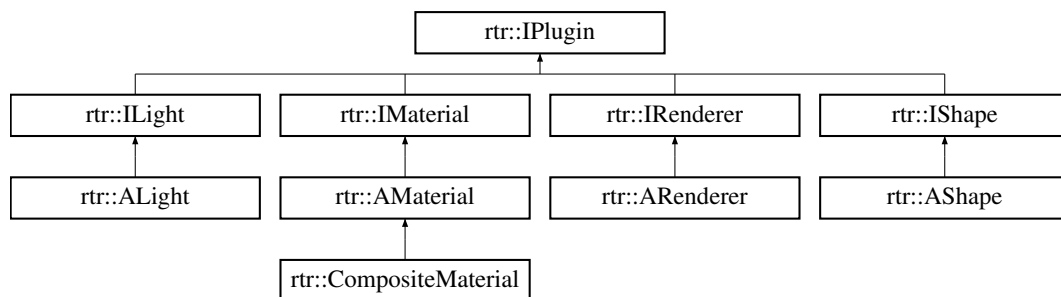 rtr::IPlugin
rtr::ILight
rtr::IMaterial
rtr::IRenderer
rtr::IShape
rtr::ALight
rtr::AMaterial
rtr::ARenderer
rtr::AShape
rtr::CompositeMaterial